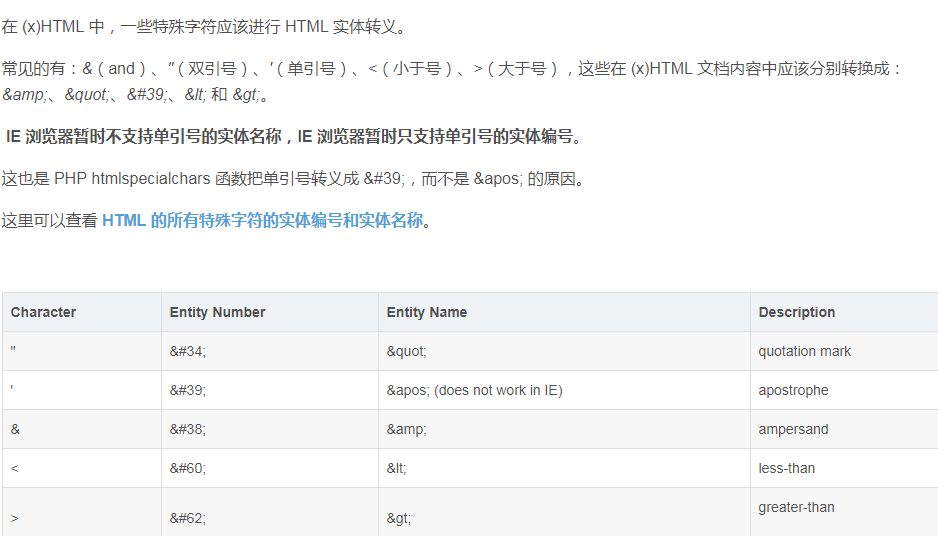 在 (x)HTML 中，一些特殊字符应该进行 HTML 实体转义。
常见的有：&（and）、"（双引号）、'（单引号）、<（小于号）、>（大于号），这些在 (x)HTML 文档内容中应该分别转换成：
&amp;、&quot;、&#39;、&lt; 和 &gt;。
IE 浏览器暂时不支持单引号的实体名称，IE 浏览器暂时只支持单引号的实体编号。
这也是 PHP htmlspecialchars 函数把单引号转义成 &#39;，而不是 &apos; 的原因。
这里可以查看 HTML 的所有特殊字符的实体编号和实体名称。
Character Entity Number Entity Name Description
" &#34; &quot; quotation mark
' &#39; &apos; (does not work in IE) apostrophe
& &#38; &amp; ampersand
< &#60; &lt; less-than
> &#62; &gt; greater-than